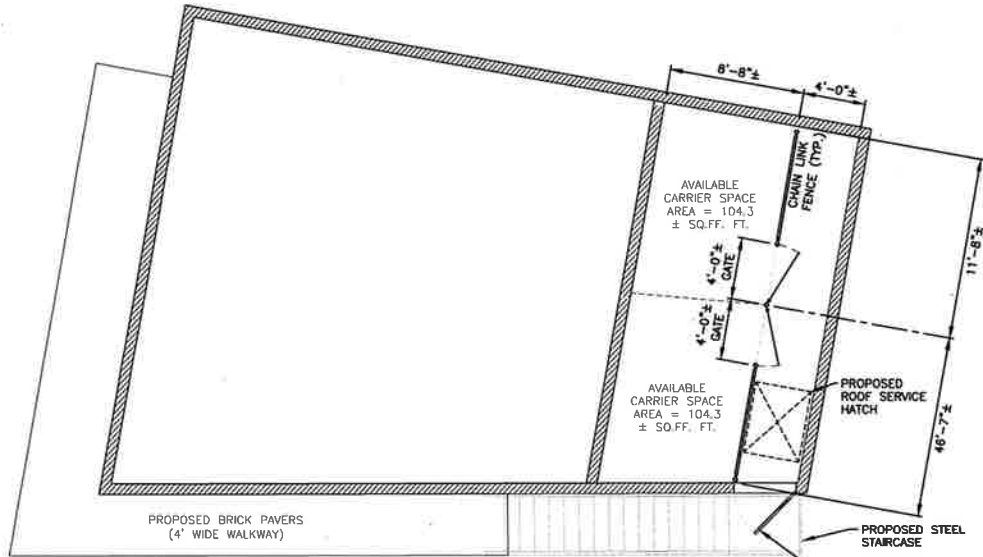 8'-8"±
4'-0"±
CHAIN LINK
FENCE (TYP.)
AVAILABLE
CARRIER SPACE
AREA = 104.3
± SQ.FF. FT.
11'-8"±
4'-0"±
GATE
4'-0"±
GATE
AVAILABLE
CARRIER SPACE
AREA = 104.3
± SQ.FF. FT.
PROPOSED
ROOF SERVICE
HATCH
46'-7"±
PROPOSED BRICK PAVERS
(4' WIDE WALKWAY)
PROPOSED STEEL
STAIRCASE